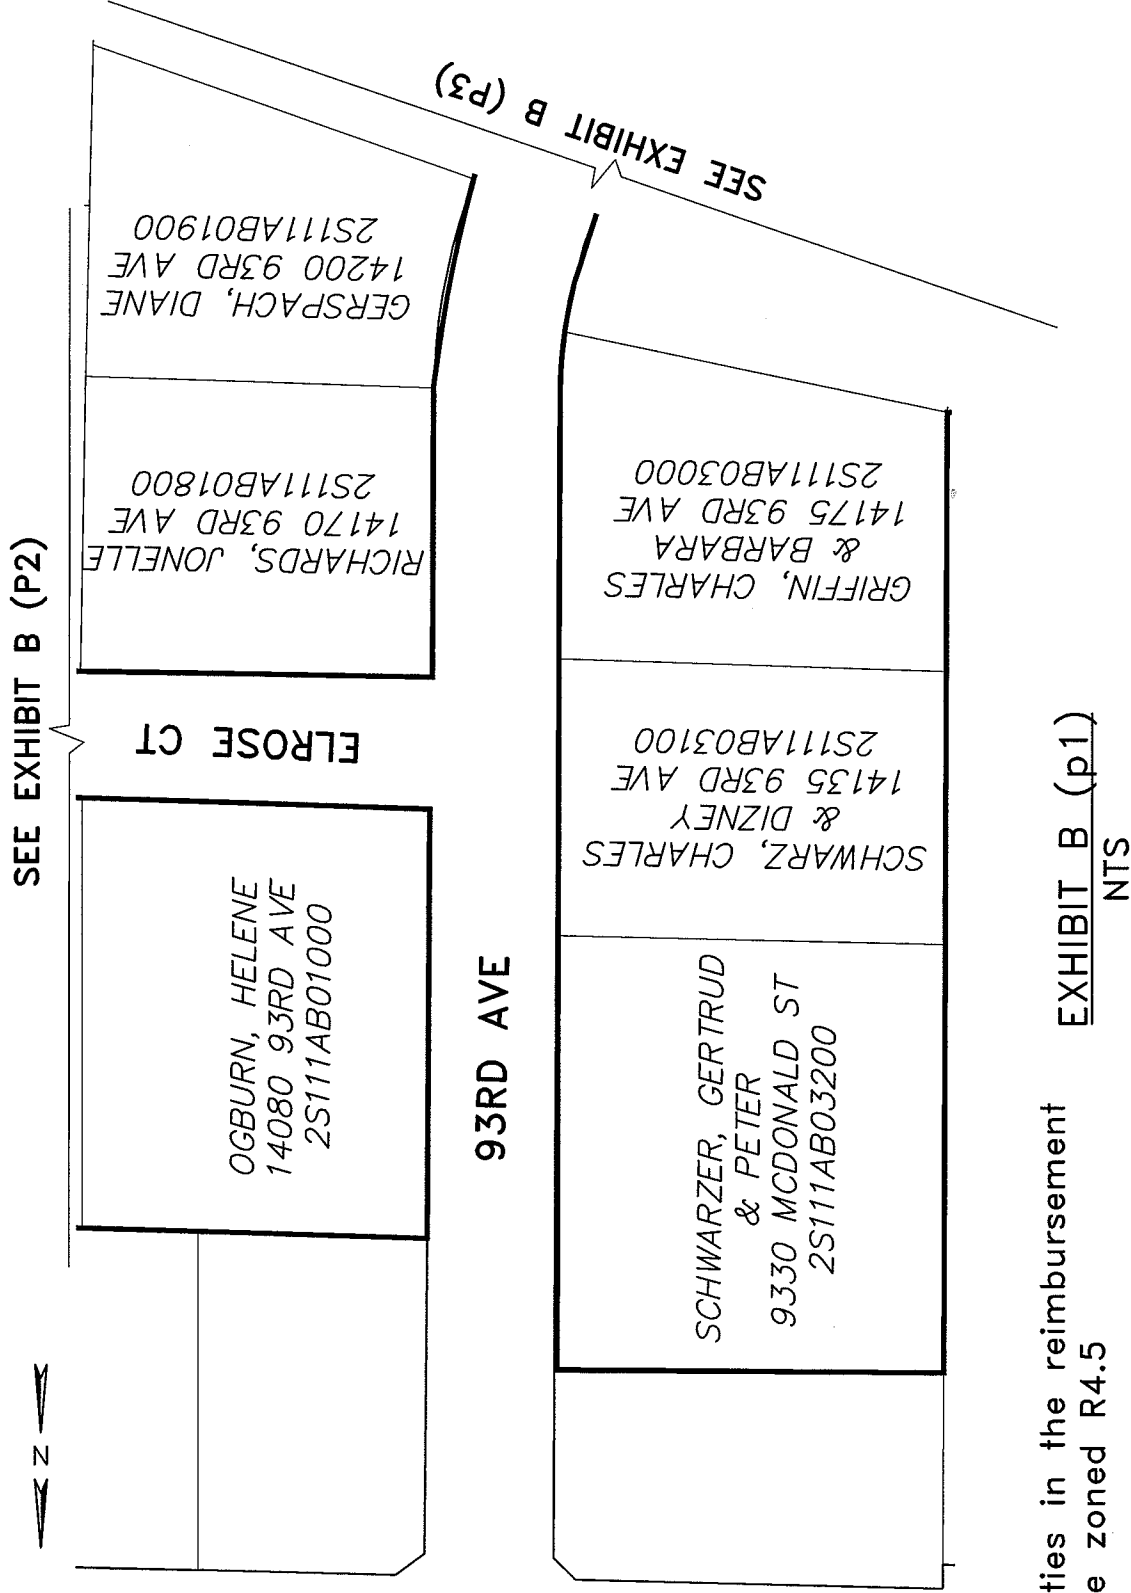 SEE EXHIBIT B (P2)
N
OGBURN, HELENE
14080 93RD AVE
2S111AB01000
ELROSE CT
RICHARDS, JONELLE
14170 93RD AVE
2S111AB01800
GERSPACH, DIANE
14200 93RD AVE
2S111AB01900
SEE EXHIBIT B (P3)
93RD AVE
SCHWARZER, GERTRUD
& PETER
9330 MCDONALD ST
2S111AB03200
SCHWARZ, CHARLES
& DIZNEY
14135 93RD AVE
2S111AB03100
GRIFFIN, CHARLES
& BARBARA
14175 93RD AVE
2S111AB03000
ties in the reimbursement
e zoned R4.5
EXHIBIT B (p1)
NTS